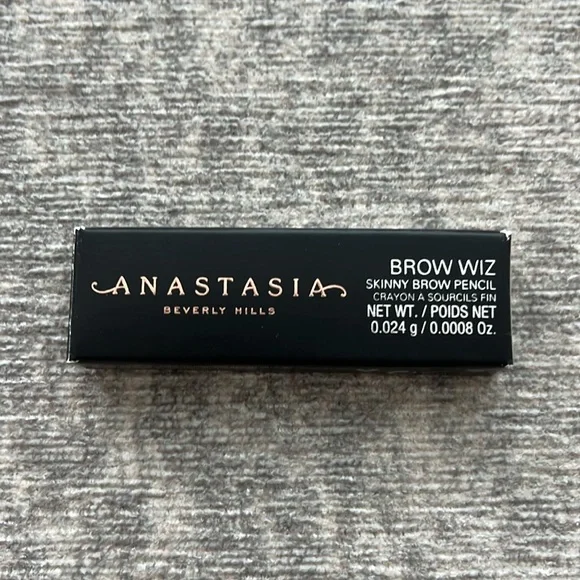 ANASTASIA
BEVERLY HILLS
BROW WIZ
SKINNY BROW PENCIL
CRAYON A SOURCILS FIN
NET WT. / POIDS NET
0.024 g / 0.0008 Oz.